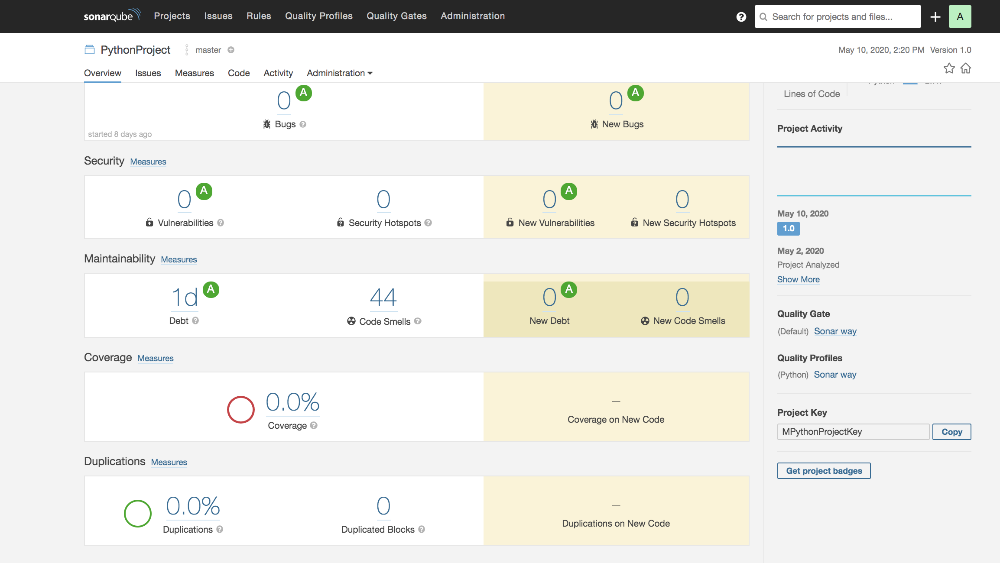 sonarqube Projects Issues Rules Quality Profiles Quality Gates Administration ? Search for projects and files... A
PythonProject master May 10, 2020, 2:20 PM Version 1.0
Overview Issues Measures Code Activity Administration
0 A 0 A
Bugs ? New Bugs
started 8 days ago
Lines of Code
Project Activity
Security Measures
0 A 0 0 A 0
Vulnerabilities ? Security Hotspots ? New Vulnerabilities New Security Hotspots
May 10, 2020
1.0
May 2, 2020
Project Analyzed
Show More
Maintainability Measures
1d A 44 0 A 0
Debt ? Code Smells ? New Debt New Code Smells
Quality Gate
(Default) Sonar way
Quality Profiles
(Python) Sonar way
Coverage Measures
0.0% –
Coverage ? Coverage on New Code
Project Key
MPythonProjectKey Copy
Get project badges
Duplications Measures
0.0% 0 –
Duplications ? Duplicated Blocks ? Duplications on New Code